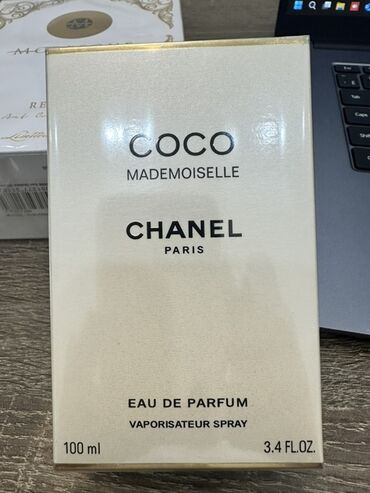 COCO
MADEMOISELLE
CHANEL
PARIS
EAU DE PARFUM
VAPORISATEUR SPRAY
100 ml 3.4 FL.OZ.